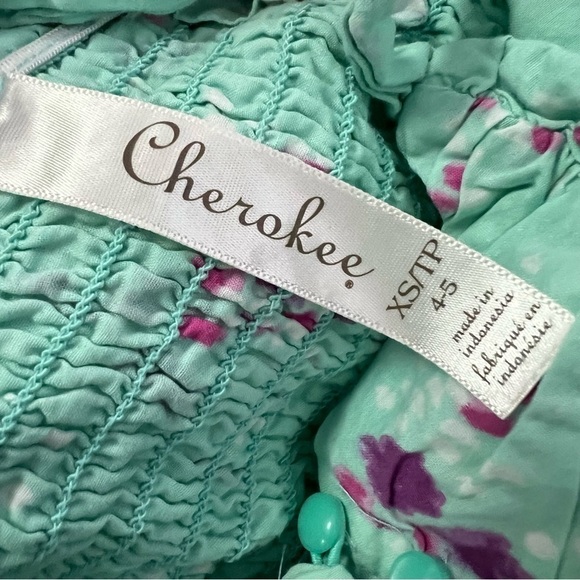 Cherokee®
XS/TP
4-5
made in
indonesia
fabriqué en
indonésie